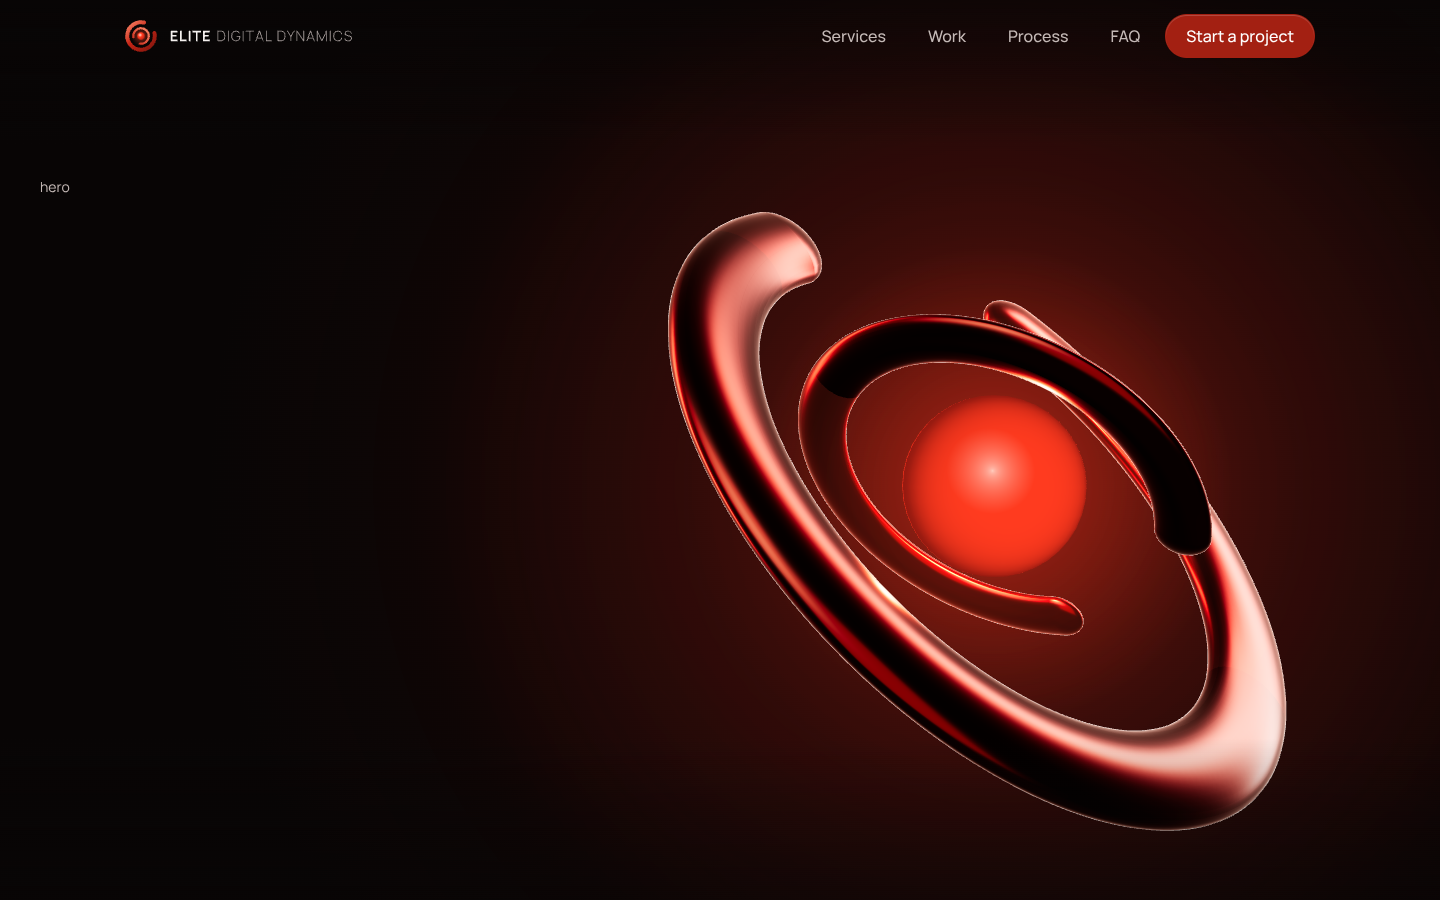 ELITE DIGITAL DYNAMICS
Services
Work
Process
FAQ
Start a project
hero